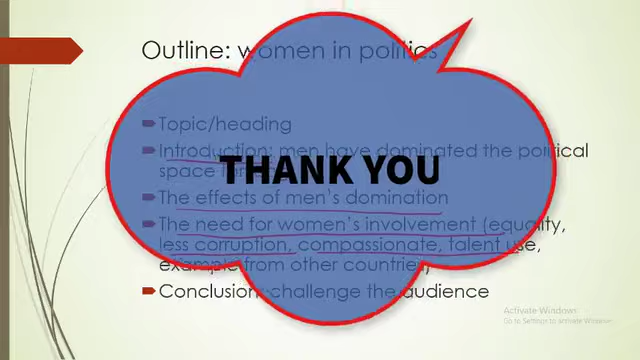 Outline: women in politics
Topic/heading
Introduction: men have dominated the political
space for
THANK YOU
The effects of men's domination
The need for women's involvement (equality,
less corruption, compassionate, talent use,
example from other countries)
Conclusion: challenge the audience
Activate Windows
Go to Settings to activate Windows.